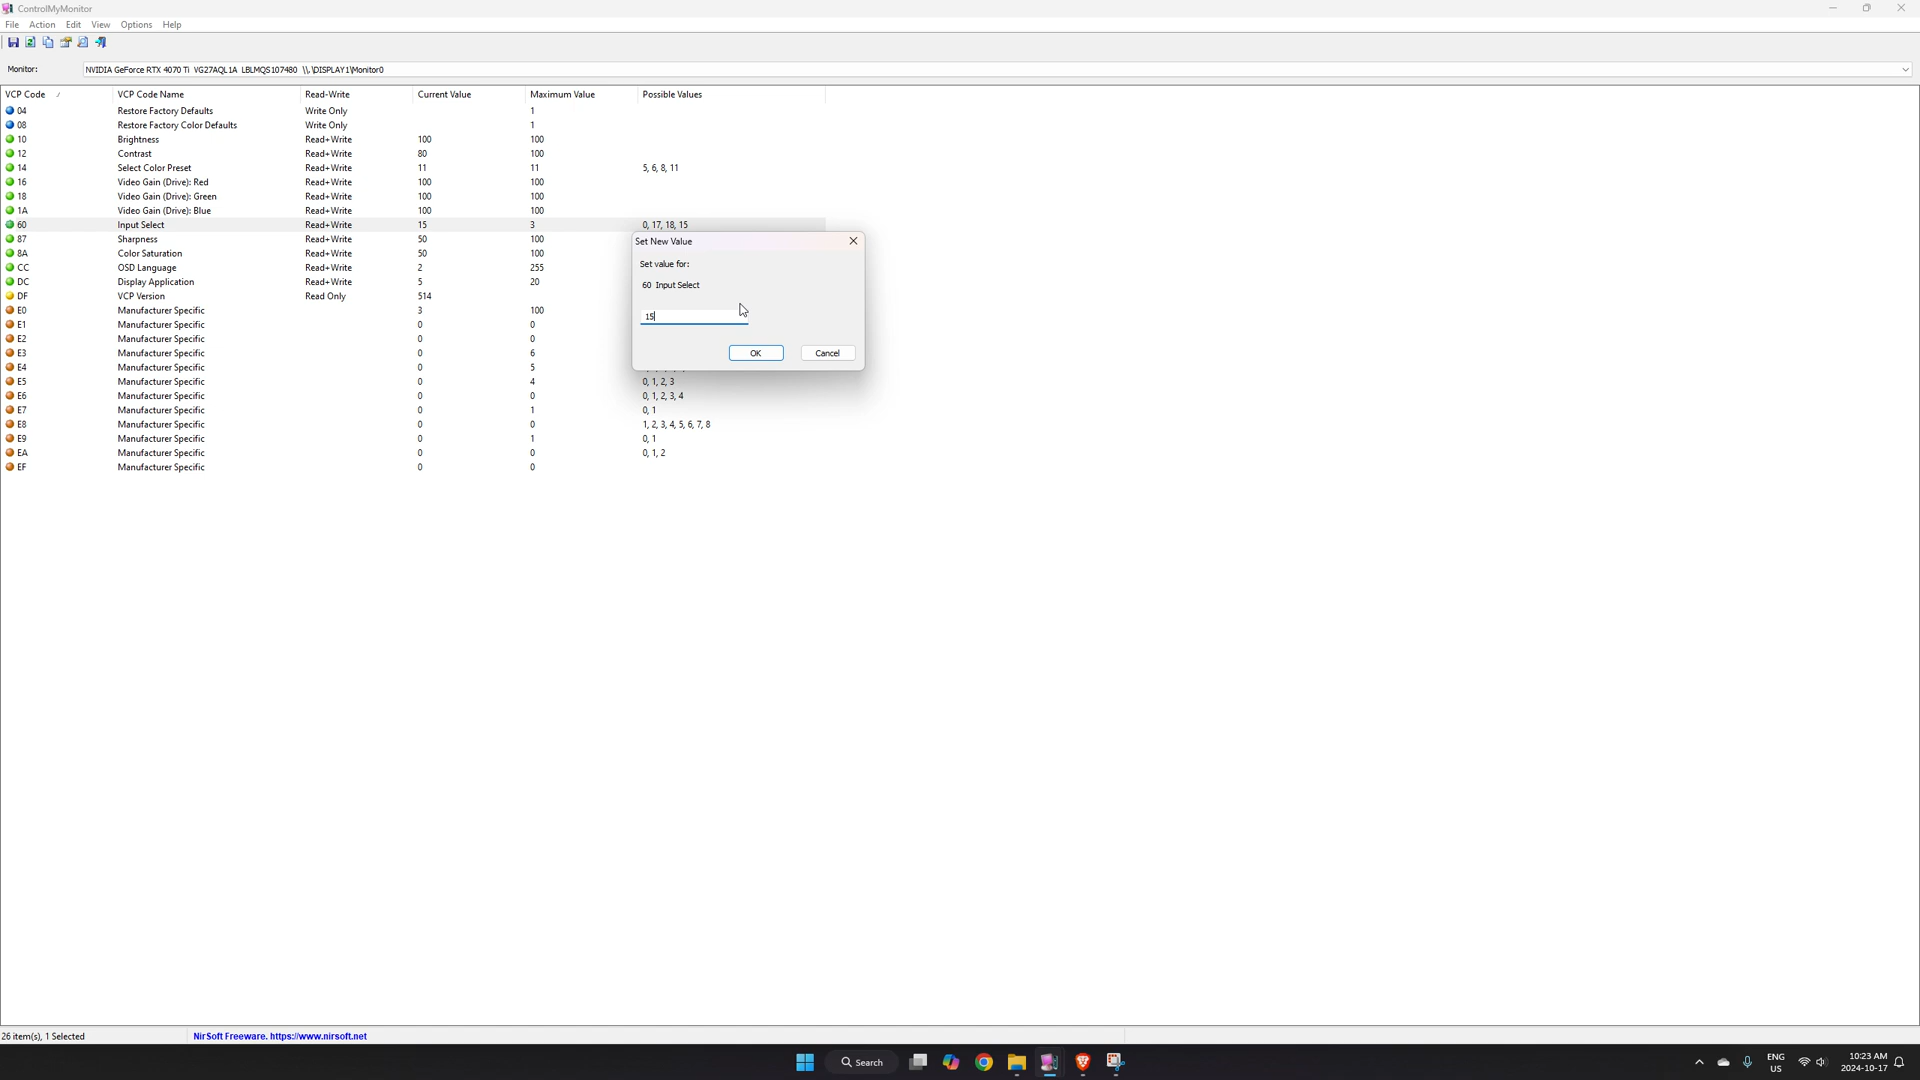 ControlMyMonitor
File Action Edit View Options Help
Monitor: NVIDIA GeForce RTX 4070 Ti VG27AQL1A LBLMQS107480 \\.\DISPLAY1\Monitor0
VCP Code / VCP Code Name Read-Write Current Value Maximum Value Possible Values
04 Restore Factory Defaults Write Only 1
08 Restore Factory Color Defaults Write Only 1
10 Brightness Read+Write 100 100
12 Contrast Read+Write 80 100
14 Select Color Preset Read+Write 11 11 5, 6, 8, 11
16 Video Gain (Drive): Red Read+Write 100 100
18 Video Gain (Drive): Green Read+Write 100 100
1A Video Gain (Drive): Blue Read+Write 100 100
60 Input Select Read+Write 15 3 0, 17, 18, 15
87 Sharpness Read+Write 50 100
8A Color Saturation Read+Write 50 100
CC OSD Language Read+Write 2 255
DC Display Application Read+Write 5 20
DF VCP Version Read Only 514
E0 Manufacturer Specific 3 100
E1 Manufacturer Specific 0 0
E2 Manufacturer Specific 0 0
E3 Manufacturer Specific 0 6
E4 Manufacturer Specific 0 5
E5 Manufacturer Specific 0 4 0, 1, 2, 3
E6 Manufacturer Specific 0 0 0, 1, 2, 3, 4
E7 Manufacturer Specific 0 1 0, 1
E8 Manufacturer Specific 0 0 1, 2, 3, 4, 5, 6, 7, 8
E9 Manufacturer Specific 0 1 0, 1
EA Manufacturer Specific 0 0 0, 1, 2
EF Manufacturer Specific 0 0
Set New Value
Set value for:
60 Input Select
15
OK Cancel
26 item(s), 1 Selected NirSoft Freeware. https://www.nirsoft.net
Search
ENG
US
10:23 AM
2024-10-17